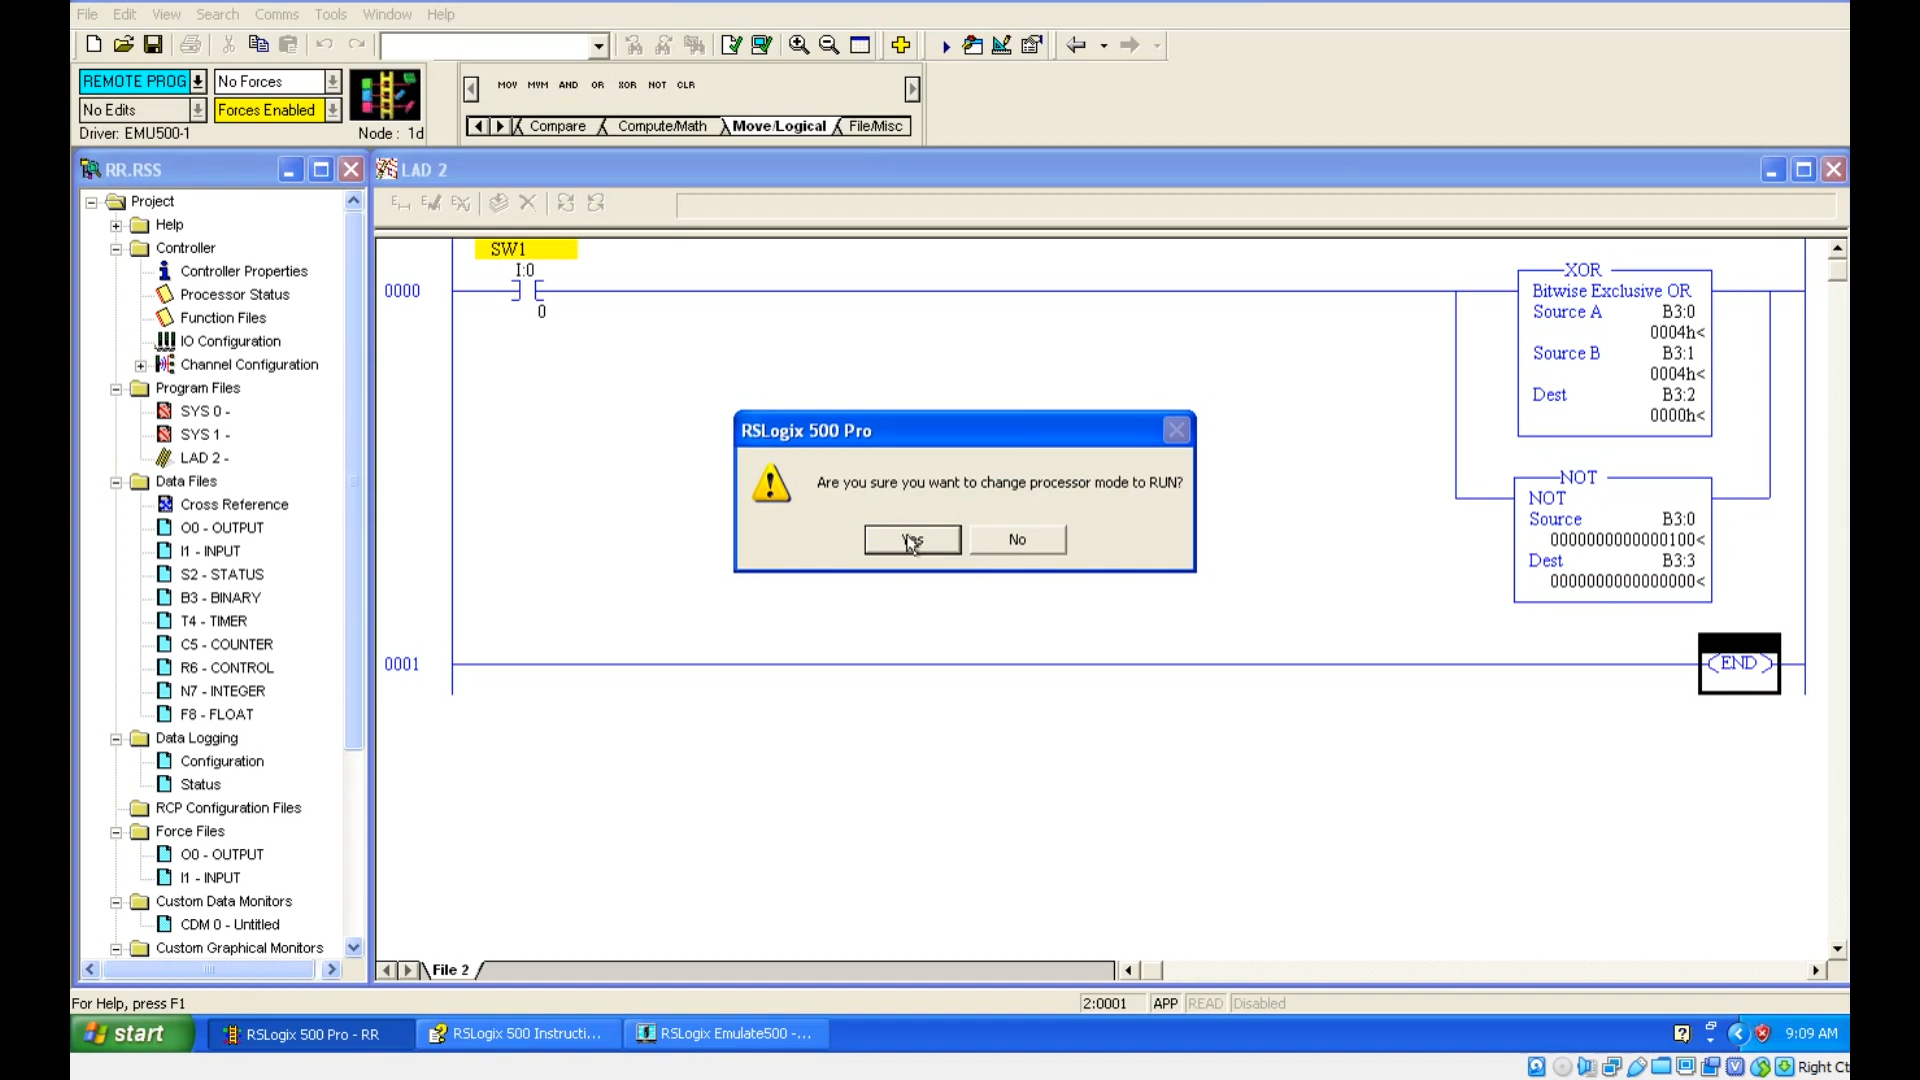 File Edit View Search Comms Tools Window Help
REMOTE PROG No Forces
No Edits Forces Enabled
Driver: EMU500-1 Node : 1d
MOV MVM AND OR XOR NOT CLR
Compare Compute/Math Move/Logical File/Misc
RR.RSS
Project
Help
Controller
Controller Properties
Processor Status
Function Files
IO Configuration
Channel Configuration
Program Files
SYS 0 -
SYS 1 -
LAD 2 -
Data Files
Cross Reference
O0 - OUTPUT
I1 - INPUT
S2 - STATUS
B3 - BINARY
T4 - TIMER
C5 - COUNTER
R6 - CONTROL
N7 - INTEGER
F8 - FLOAT
Data Logging
Configuration
Status
RCP Configuration Files
Force Files
O0 - OUTPUT
I1 - INPUT
Custom Data Monitors
CDM 0 - Untitled
Custom Graphical Monitors
LAD 2
SW1
I:0
0000
0
XOR
Bitwise Exclusive OR
Source A B3:0
0004h<
Source B B3:1
0004h<
Dest B3:2
0000h<
NOT
NOT
Source B3:0
0000000000000100<
Dest B3:3
0000000000000000<
0001
END
RSLogix 500 Pro
Are you sure you want to change processor mode to RUN?
Yes No
File 2
For Help, press F1 2:0001 APP READ Disabled
start RSLogix 500 Pro - RR RSLogix 500 Instructi... RSLogix Emulate500 -... 9:09 AM
Right Ct